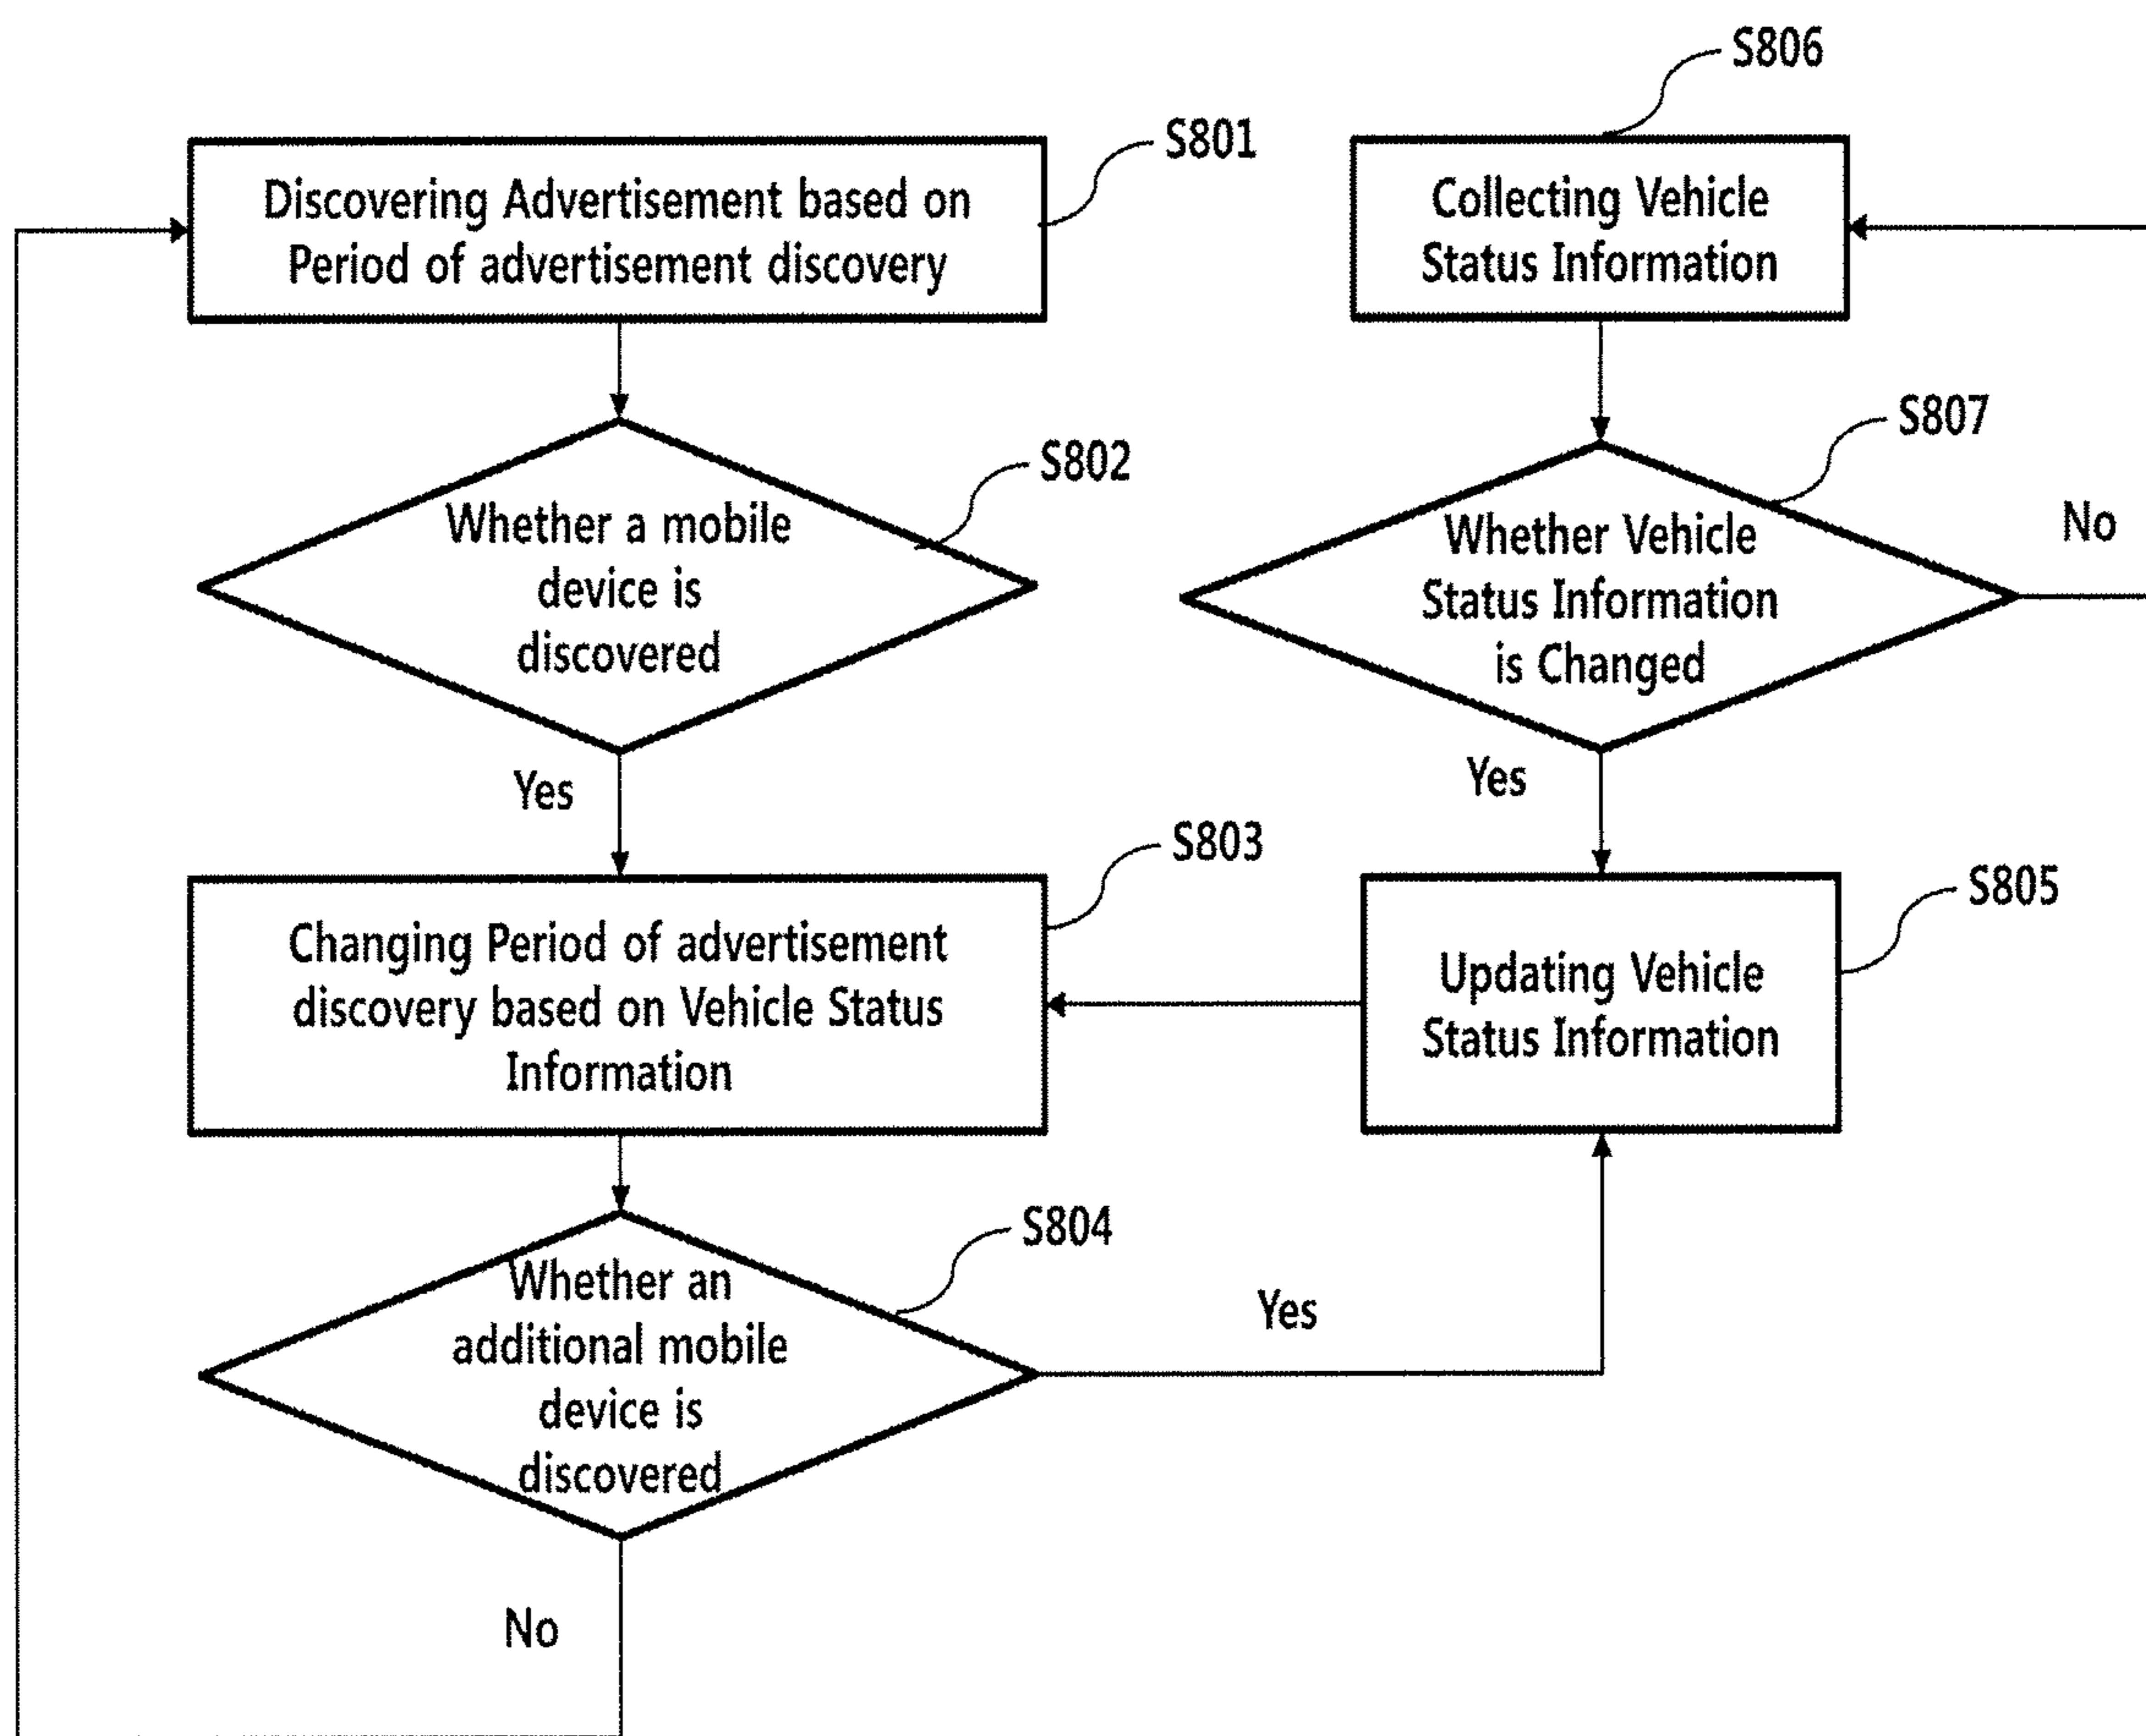 S806
S801
Discovering Advertisement based on
Period of advertisement discovery
Collecting Vehicle
Status Information
S807
S802
Whether a mobile
device is
discovered
Whether Vehicle
Status Information
is Changed
No
Yes
Yes
S803
S805
Changing Period of advertisement
discovery based on Vehicle Status
Information
Updating Vehicle
Status Information
S804
Whether an
additional mobile
device is
discovered
Yes
No